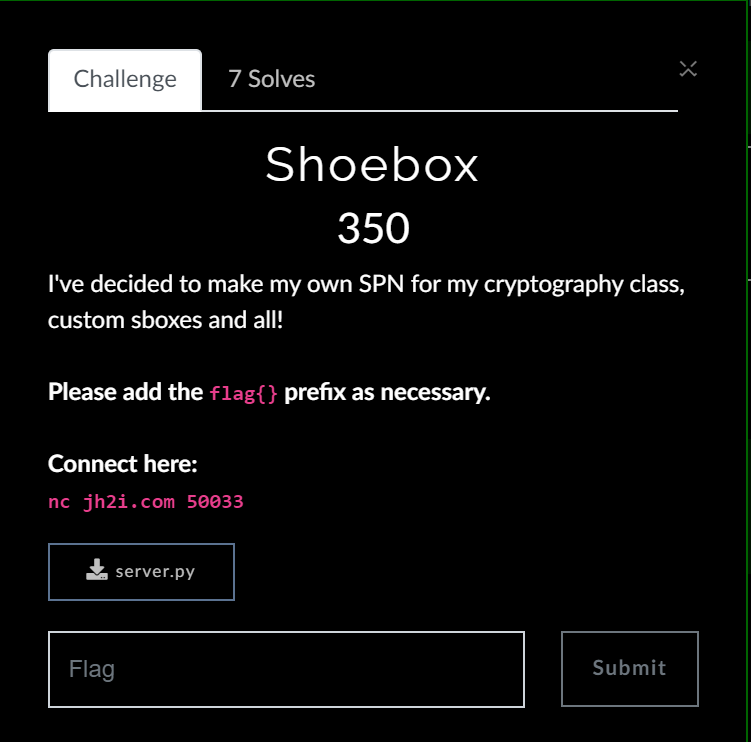 Challenge
7 Solves
Shoebox
350
I've decided to make my own SPN for my cryptography class,
custom sboxes and all!
Please add the flag{} prefix as necessary.
Connect here:
nc jh2i.com 50033
server.py
Flag
Submit